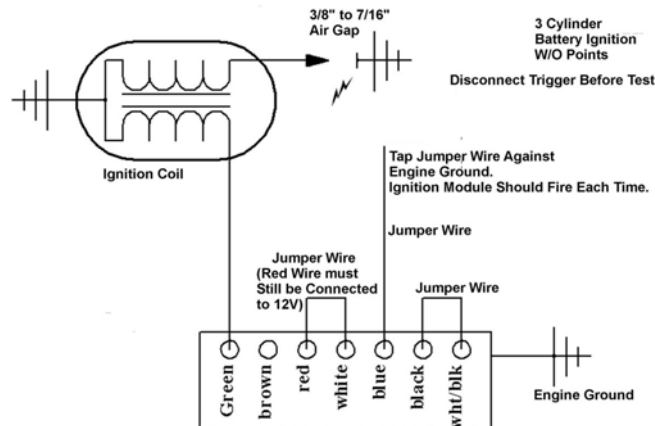 3/8" to 7/16"
Air Gap
3 Cylinder
Battery Ignition
W/O Points
Disconnect Trigger Before Test
Ignition Coil
Tap Jumper Wire Against
Engine Ground.
Ignition Module Should Fire Each Time.
Jumper Wire
Jumper Wire
(Red Wire must
Still be Connected
to 12V)
Jumper Wire
Green
brown
red
white
blue
black
wht/blk
Engine Ground